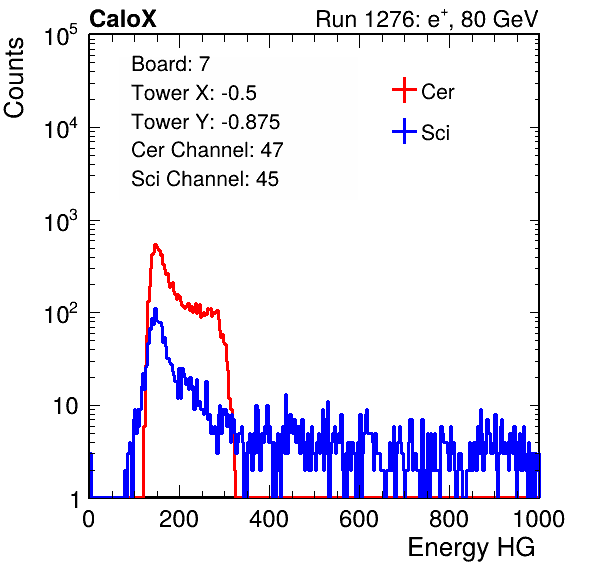 CaloX Run 1276: e⁺, 80 GeV
Counts
Board: 7
Tower X: -0.5
Tower Y: -0.875
Cer Channel: 47
Sci Channel: 45
Cer
Sci
10⁵
10⁴
10³
10²
10
1
0 200 400 600 800 1000
Energy HG